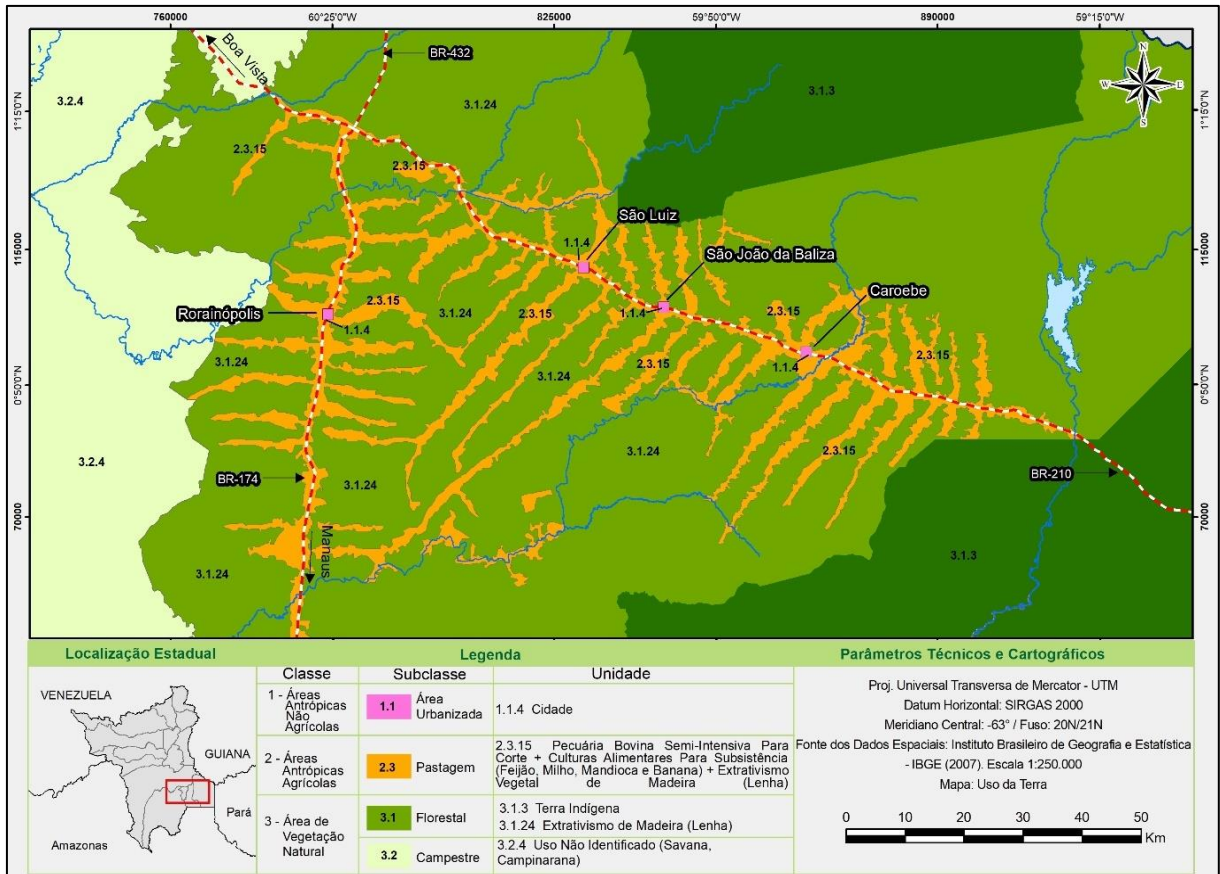 760000
60°25'0"W
825000
59°50'0"W
890000
59°15'0"W
Boa Vista
BR-432
3.2.4
3.1.24
3.1.3
N
W
E
S
1°15'0"N
1°15'0"N
2.3.15
2.3.15
São Luiz
1.1.4
São João da Baliza
115000
115000
Caroebe
Rorainópolis
2.3.15
1.1.4
3.1.24
2.3.15
1.1.4
2.3.15
3.1.24
3.1.24
2.3.15
1.1.4
2.3.15
0°50'0"N
0°50'0"N
3.2.4
3.1.24
2.3.15
BR-174
3.1.24
BR-210
70000
70000
Manaus
3.1.24
3.1.3
Localização Estadual
VENEZUELA
GUIANA
Pará
Amazonas
Legenda
Classe
Subclasse
Unidade
1 - Áreas
Antrópicas
Não
Agrícolas
1.1
Área
Urbanizada
1.1.4 Cidade
2 - Áreas
Antrópicas
Agrícolas
2.3
Pastagem
2.3.15 Pecuária Bovina Semi-Intensiva Para
Corte + Culturas Alimentares Para Subsistência
(Feijão, Milho, Mandioca e Banana) + Extrativismo
Vegetal de Madeira (Lenha)
3 - Área de
Vegetação
Natural
3.1
Florestal
3.1.3 Terra Indígena
3.1.24 Extrativismo de Madeira (Lenha)
3.2
Campestre
3.2.4 Uso Não Identificado (Savana,
Campinarana)
Parâmetros Técnicos e Cartográficos
Proj. Universal Transversa de Mercator - UTM
Datum Horizontal: SIRGAS 2000
Meridiano Central: -63° / Fuso: 20N/21N
Fonte dos Dados Espaciais: Instituto Brasileiro de Geografia e Estatística
- IBGE (2007). Escala 1:250.000
Mapa: Uso da Terra
0 10 20 30 40 50
Km